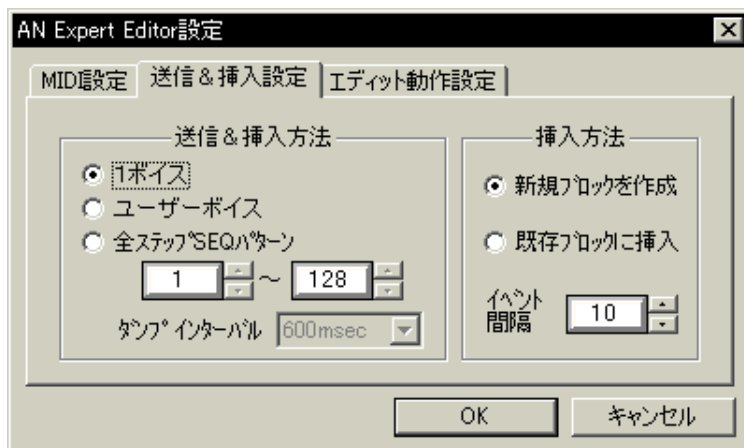 AN Expert Editor設定
MIDI設定
送信&挿入設定
エディット動作設定
送信&挿入方法
1ボイス
ユーザーボイス
全ステップSEQパターン
1 ～ 128
ダンプインターバル 600msec
挿入方法
新規ブロックを作成
既存ブロックに挿入
イベント
間隔 10
OK
キャンセル